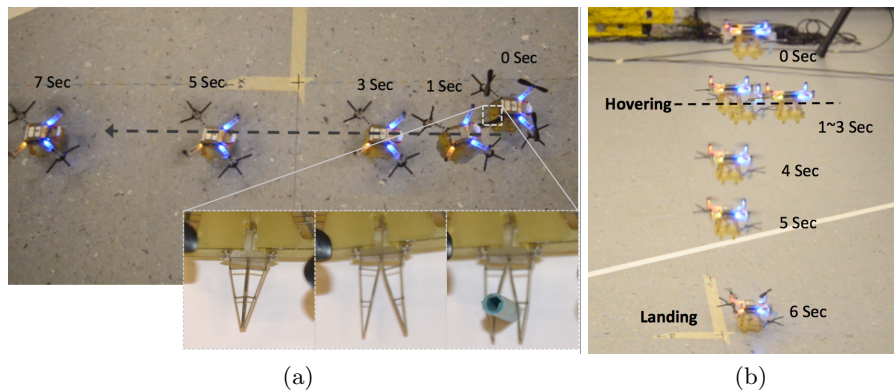 7 Sec
5 Sec
3 Sec
1 Sec
0 Sec
(a)
0 Sec
Hovering
1~3 Sec
4 Sec
5 Sec
Landing
6 Sec
(b)